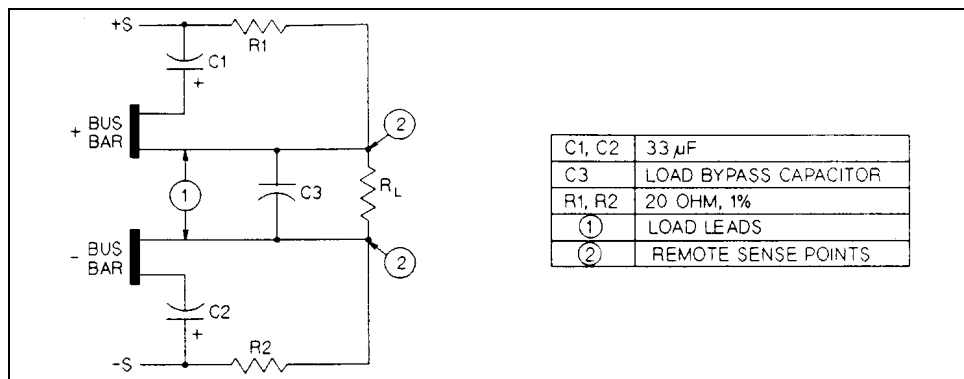 +S
R1
C1
+
+ BUS BAR
2
1
C3
RL
- BUS BAR
2
C2
+
R2
-S
C1, C2 33 µF
C3 LOAD BYPASS CAPACITOR
R1, R2 20 OHM, 1%
1 LOAD LEADS
2 REMOTE SENSE POINTS